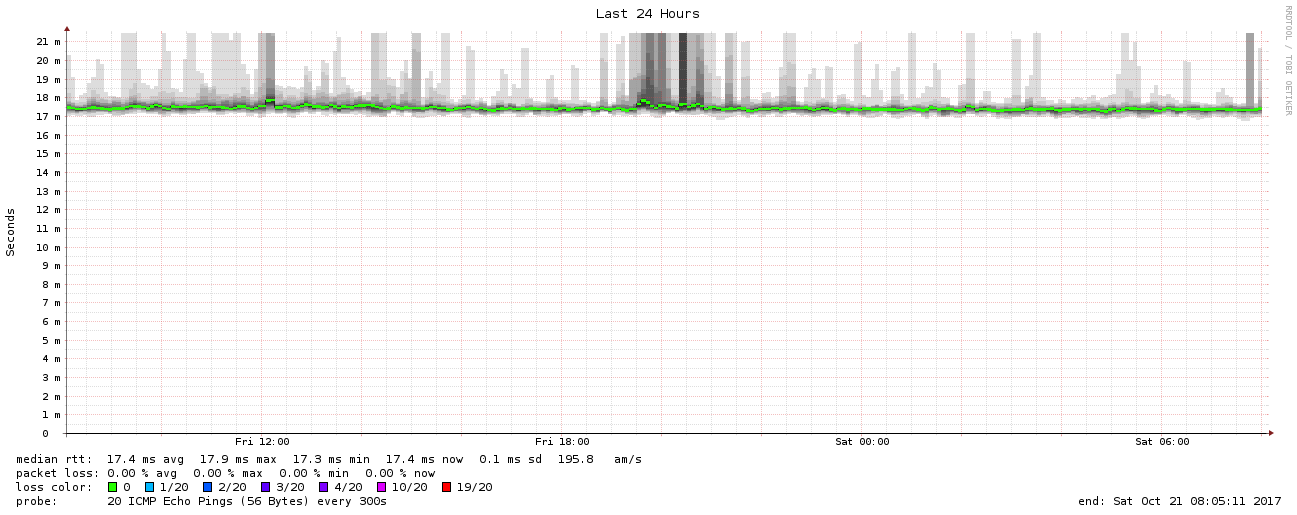 Last 24 Hours
RRDTOOL / TOBI OETIKER
Seconds
21 m
20 m
19 m
18 m
17 m
16 m
15 m
14 m
13 m
12 m
11 m
10 m
9 m
8 m
7 m
6 m
5 m
4 m
3 m
2 m
1 m
0
Fri 12:00 Fri 18:00 Sat 00:00 Sat 06:00
median rtt: 17.4 ms avg 17.9 ms max 17.3 ms min 17.4 ms now 0.1 ms sd 195.8 am/s
packet loss: 0.00 % avg 0.00 % max 0.00 % min 0.00 % now
loss color: 0 1/20 2/20 3/20 4/20 10/20 19/20
probe: 20 ICMP Echo Pings (56 Bytes) every 300s end: Sat Oct 21 08:05:11 2017